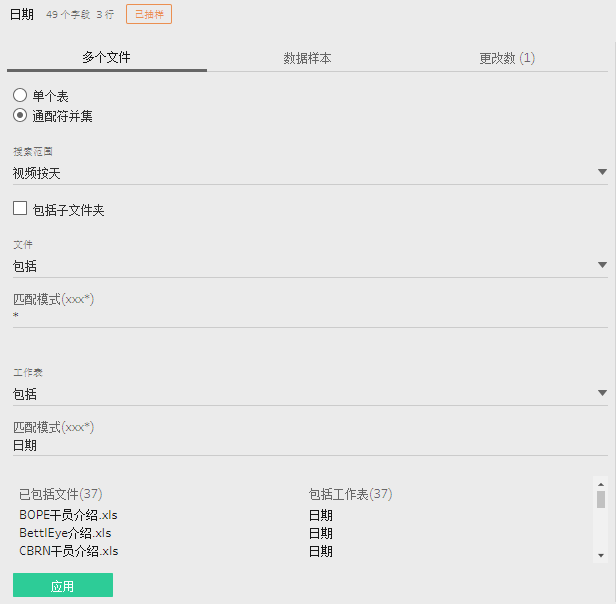 日期 49 个字段 3 行 已抽样
多个文件 数据样本 更改数 (1)
单个表
通配符并集
搜索范围
视频按天
包括子文件夹
文件
包括
匹配模式(xxx*)
*
工作表
包括
匹配模式(xxx*)
日期
已包括文件(37) 包括工作表(37)
BOPE干员介绍.xls 日期
BettlEye介绍.xls 日期
CBRN干员介绍.xls 日期
应用